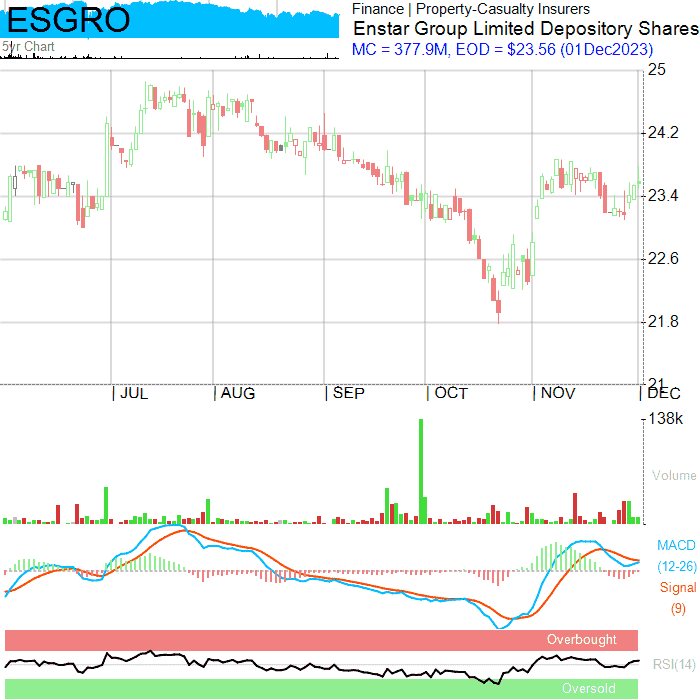 ESGRO
5yr Chart
Finance | Property-Casualty Insurers
Enstar Group Limited Depository Shares
MC = 377.9M, EOD = $23.56 (01Dec2023)
25
24.2
23.4
22.6
21.8
21
JUL AUG SEP OCT NOV DEC
138k
Volume
MACD
(12-26)
Signal
(9)
Overbought
RSI(14)
Oversold